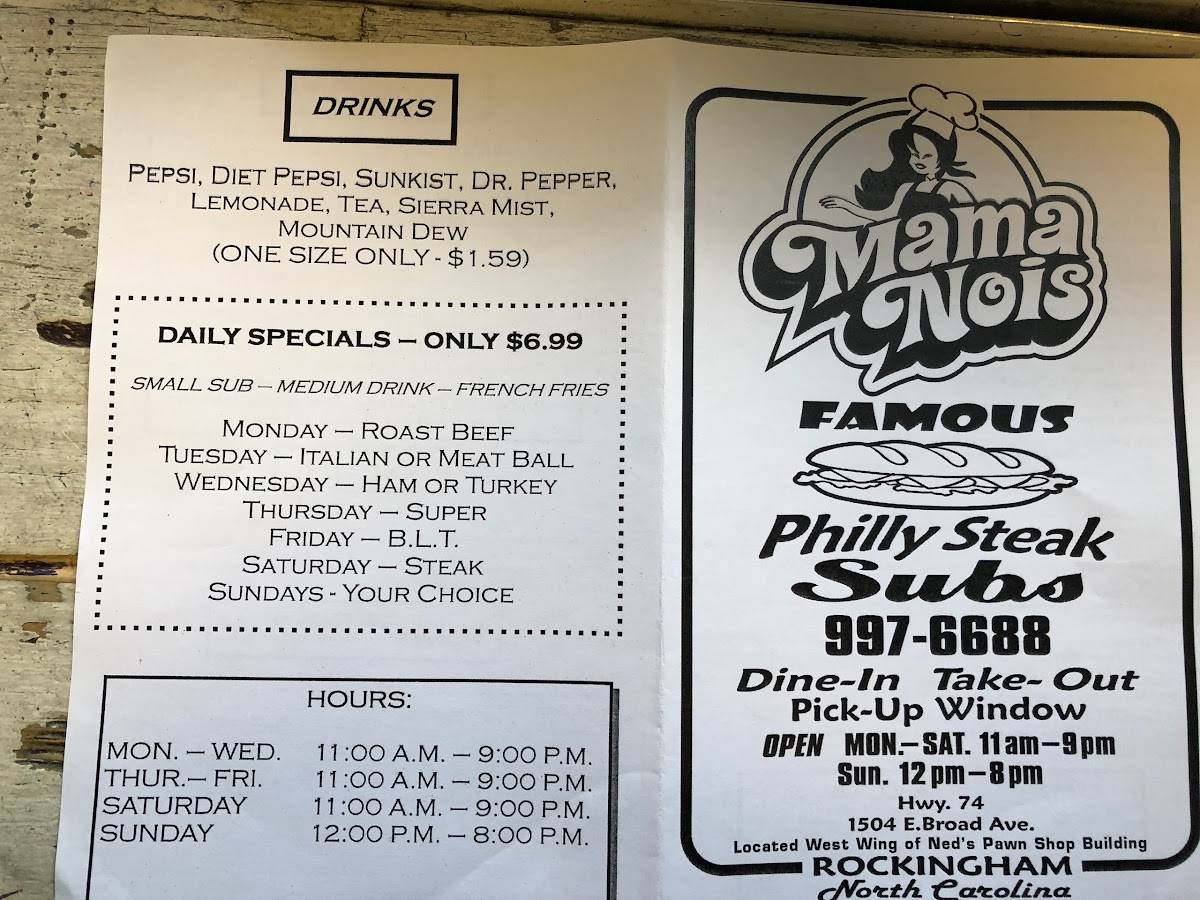 DRINKS
PEPSI, DIET PEPSI, SUNKIST, DR. PEPPER,
LEMONADE, TEA, SIERRA MIST,
MOUNTAIN DEW
(ONE SIZE ONLY - $1.59)
DAILY SPECIALS – ONLY $6.99
SMALL SUB – MEDIUM DRINK – FRENCH FRIES
MONDAY – ROAST BEEF
TUESDAY – ITALIAN OR MEAT BALL
WEDNESDAY – HAM OR TURKEY
THURSDAY – SUPER
FRIDAY – B.L.T.
SATURDAY – STEAK
SUNDAYS - YOUR CHOICE
HOURS:
MON. – WED. 11:00 A.M. – 9:00 P.M.
THUR.– FRI. 11:00 A.M. – 9:00 P.M.
SATURDAY 11:00 A.M. – 9:00 P.M.
SUNDAY 12:00 P.M. – 8:00 P.M.
Mama
Nois
FAMOUS
Philly Steak
Subs
997-6688
Dine-In Take-Out
Pick-Up Window
OPEN MON.–SAT. 11am–9pm
Sun. 12pm–8pm
Hwy. 74
1504 E.Broad Ave.
Located West Wing of Ned's Pawn Shop Building
ROCKINGHAM
North Carolina